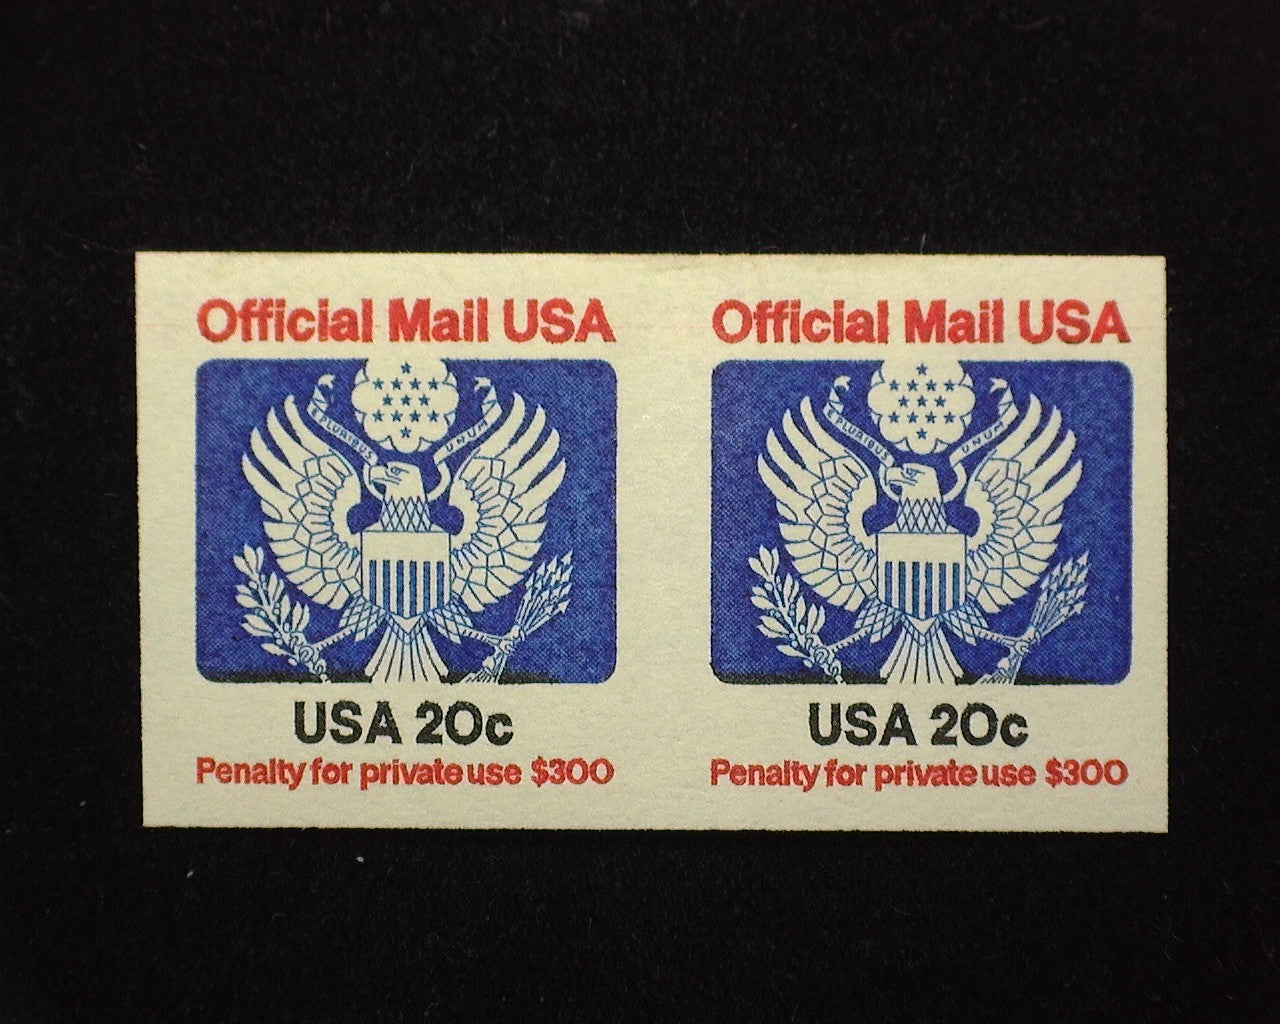 Official Mail USA
E PLURIBUS UNUM
USA 20c
Penalty for private use $300
Official Mail USA
E PLURIBUS UNUM
USA 20c
Penalty for private use $300